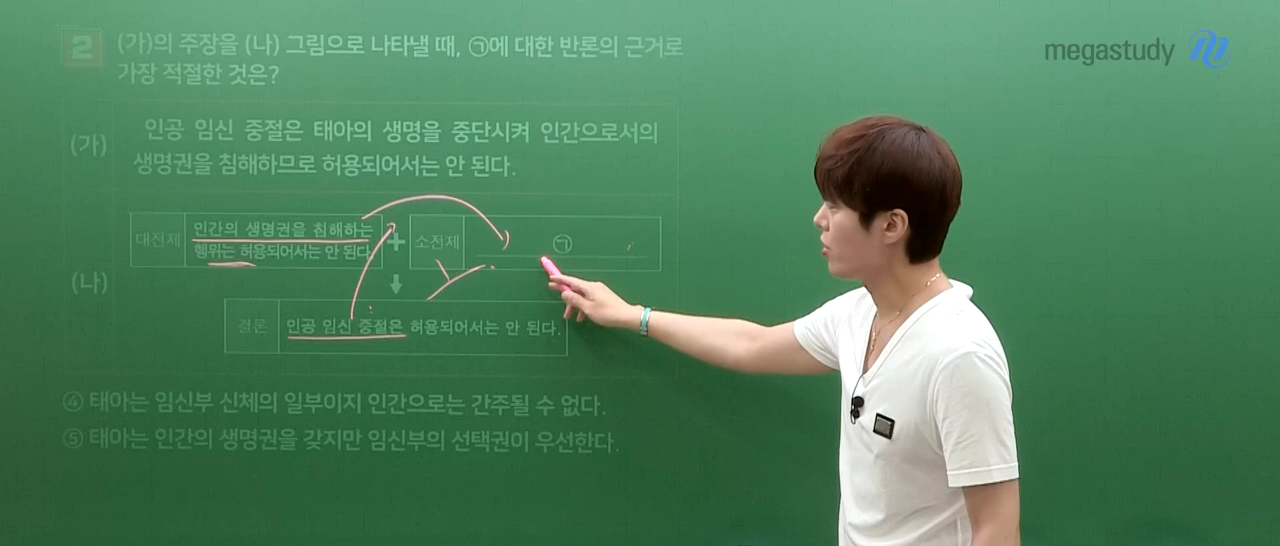 2 (가)의 주장을 (나) 그림으로 나타낼 때, ㉠에 대한 반론의 근거로
가장 적절한 것은?
megastudy
(가)
인공 임신 중절은 태아의 생명을 중단시켜 인간으로서의
생명권을 침해하므로 허용되어서는 안 된다.
(나)
대전제
인간의 생명권을 침해하는
행위는 허용되어서는 안 된다
+
소전제
㉠
결론
인공 임신 중절은 허용되어서는 안 된다.
④ 태아는 임신부 신체의 일부이지 인간으로는 간주될 수 없다.
⑤ 태아는 인간의 생명권을 갖지만 임신부의 선택권이 우선한다.